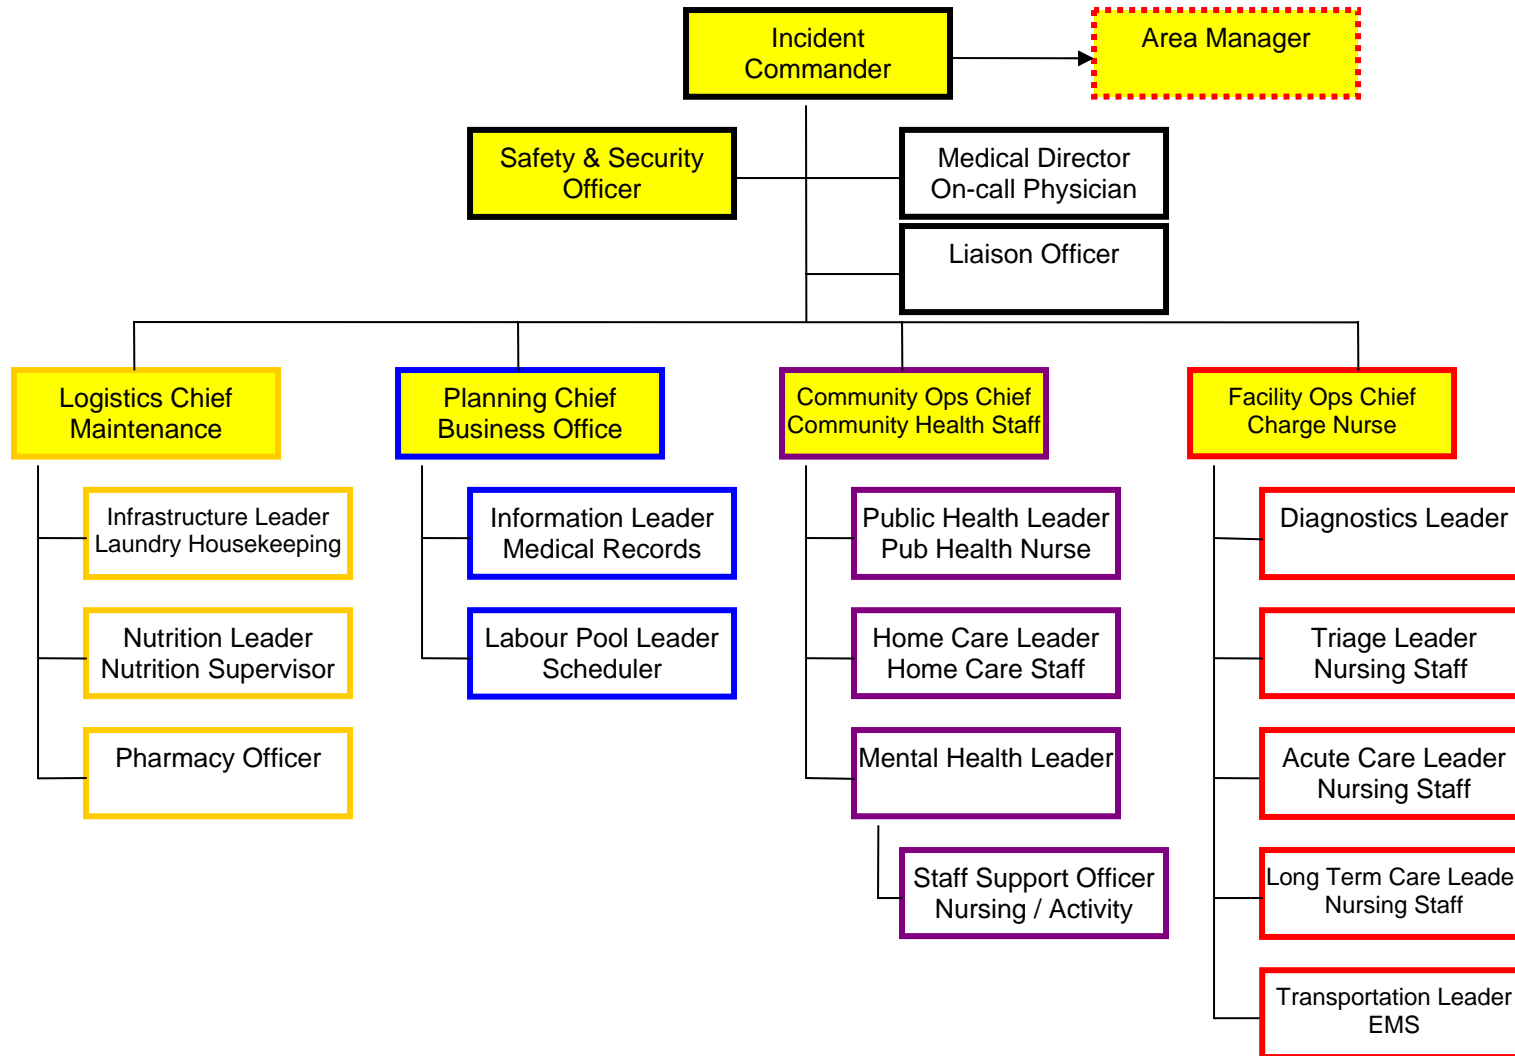 Incident
Commander
Area Manager
Safety & Security
Officer
Medical Director
On-call Physician
Liaison Officer
Logistics Chief
Maintenance
Planning Chief
Business Office
Community Ops Chief
Community Health Staff
Facility Ops Chief
Charge Nurse
Infrastructure Leader
Laundry Housekeeping
Nutrition Leader
Nutrition Supervisor
Pharmacy Officer
Information Leader
Medical Records
Labour Pool Leader
Scheduler
Public Health Leader
Pub Health Nurse
Home Care Leader
Home Care Staff
Mental Health Leader
Staff Support Officer
Nursing / Activity
Diagnostics Leader
Triage Leader
Nursing Staff
Acute Care Leader
Nursing Staff
Long Term Care Leade
Nursing Staff
Transportation Leader
EMS